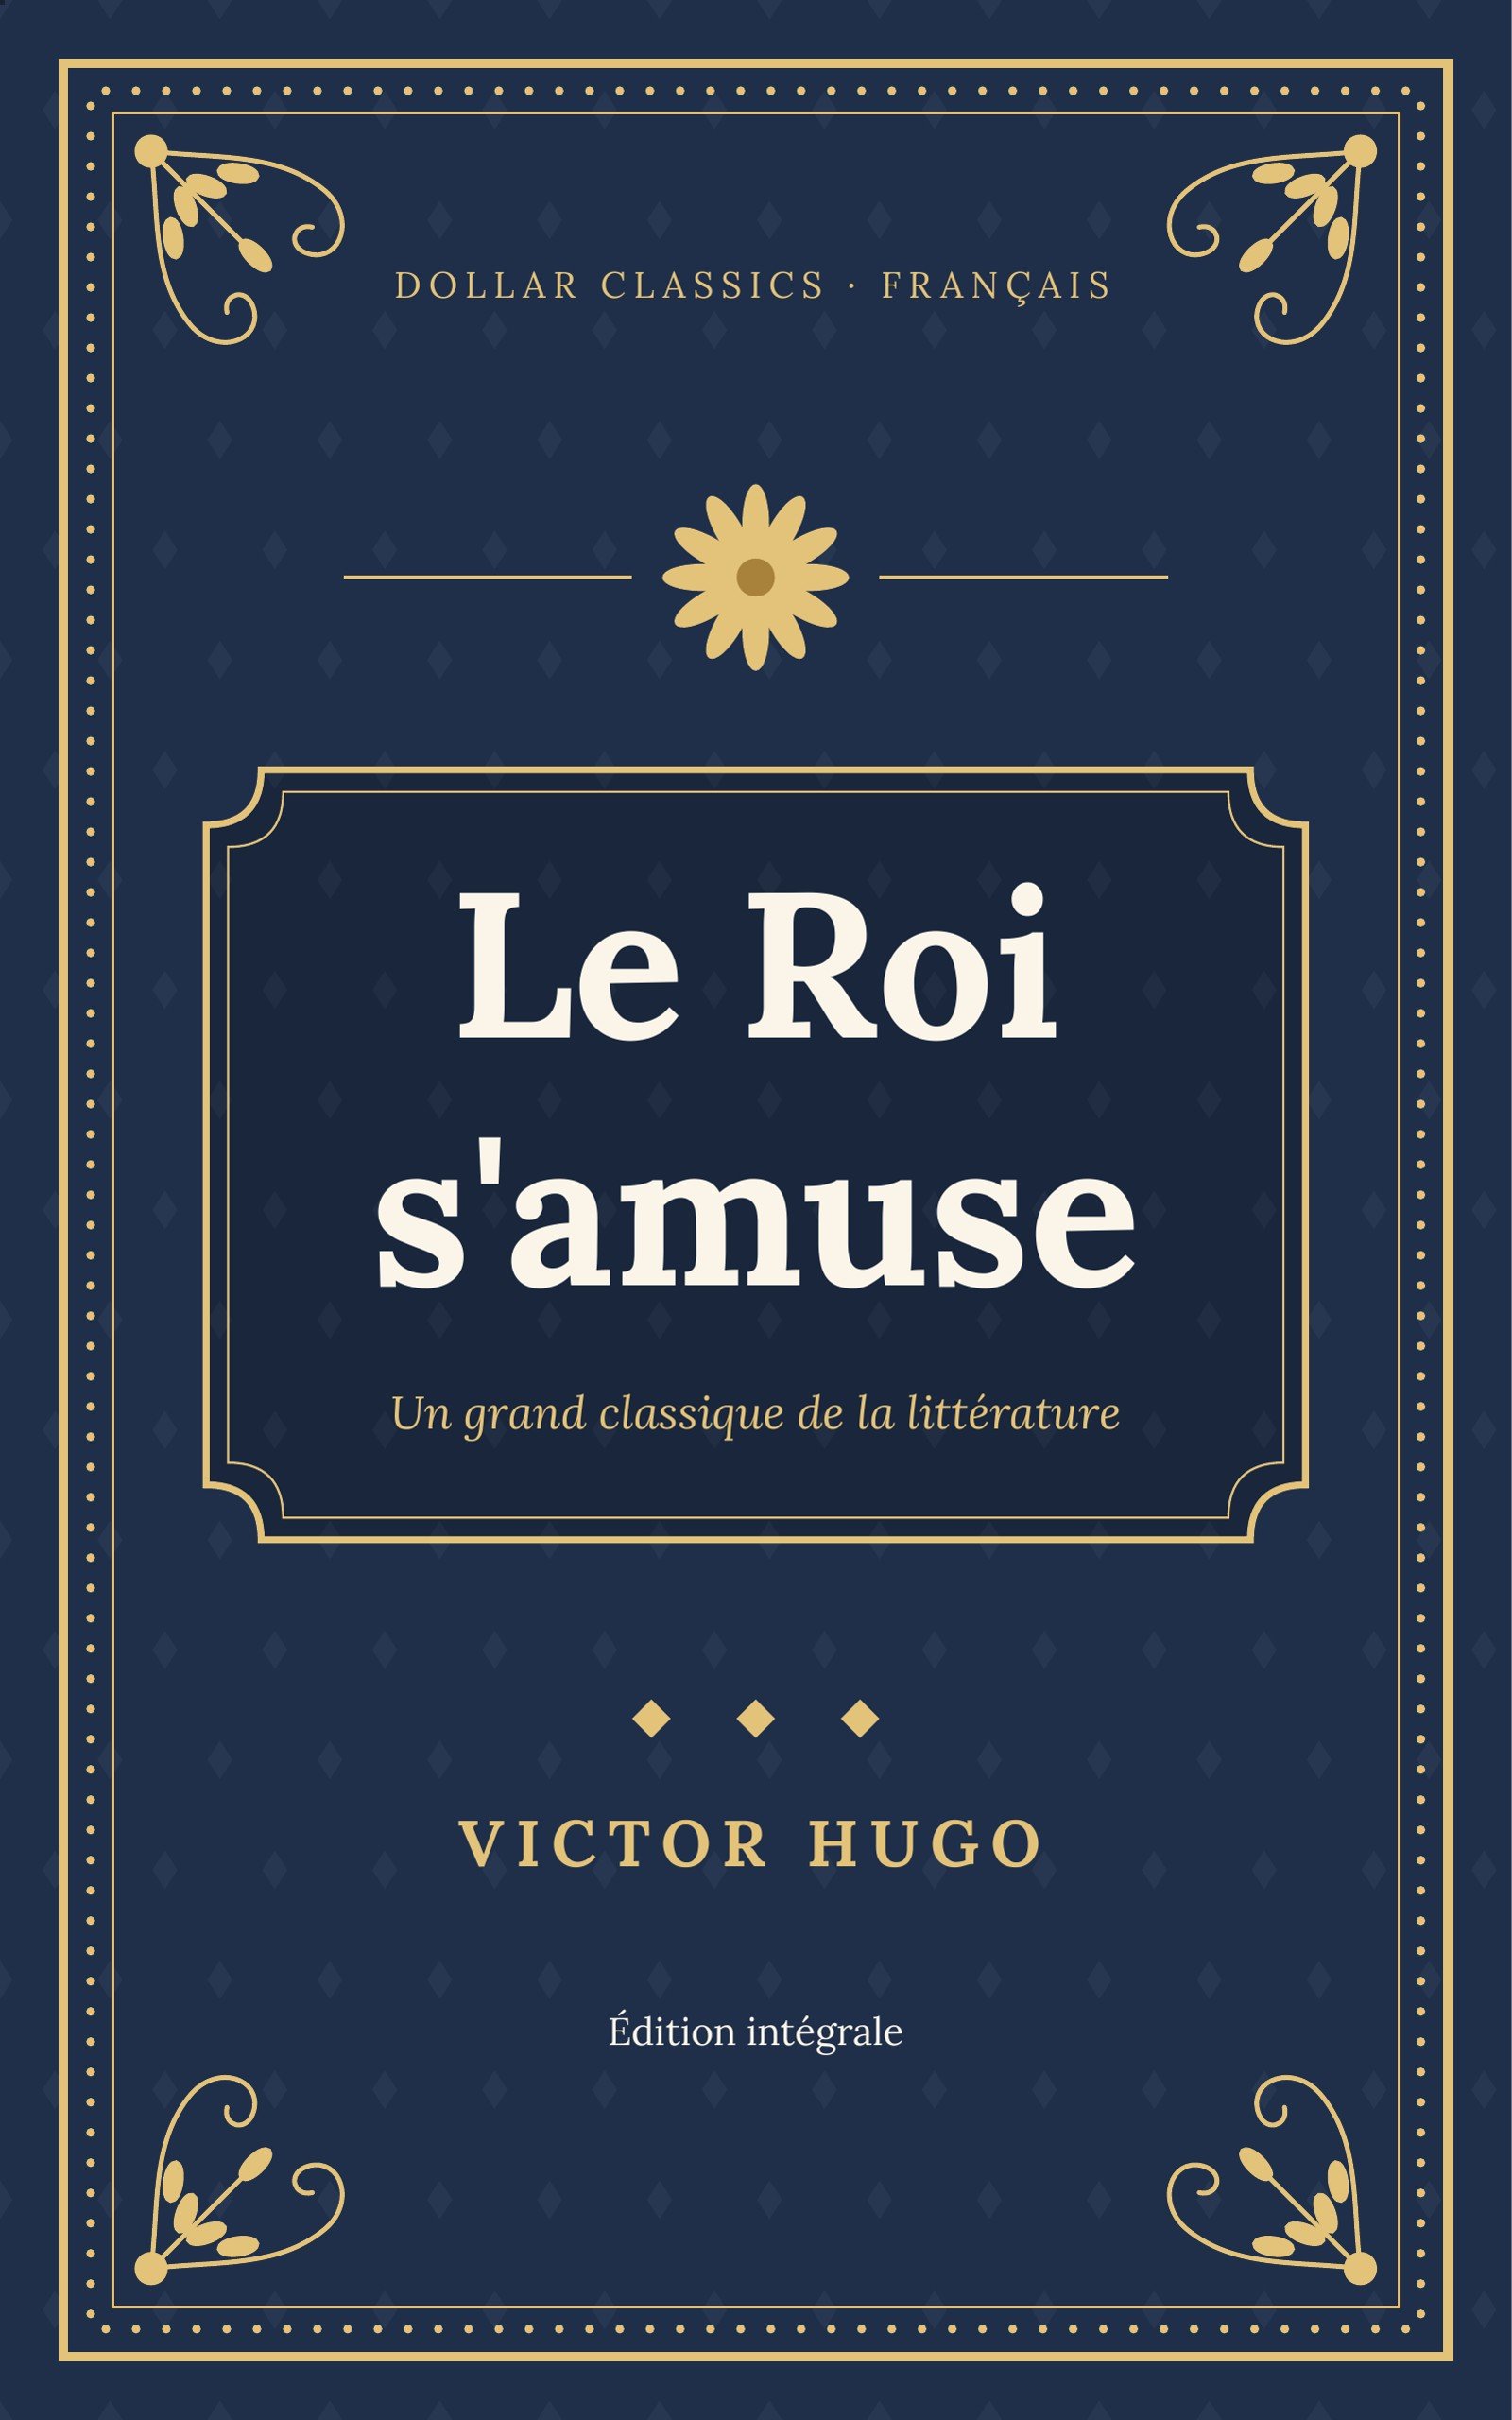 DOLLAR CLASSICS · FRANÇAIS
Le Roi
s'amuse
Un grand classique de la littérature
VICTOR HUGO
Édition intégrale